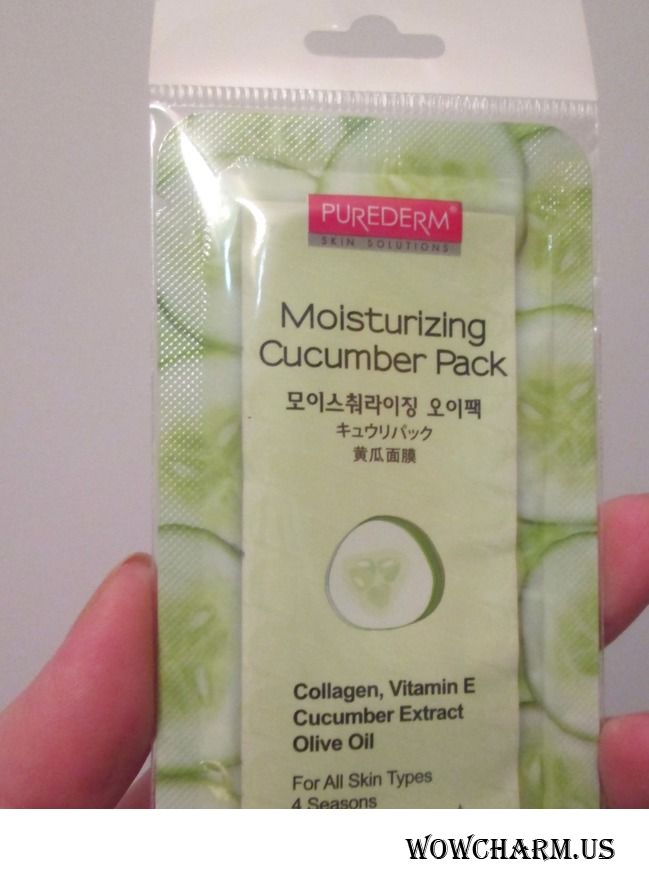 PUREDERM®
SKIN SOLUTIONS
Moisturizing
Cucumber Pack
모이스춰라이징 오이팩
キュウリパック
黄瓜面膜
Collagen, Vitamin E
Cucumber Extract
Olive Oil
For All Skin Types
4 Seasons
WOWCHARM.US